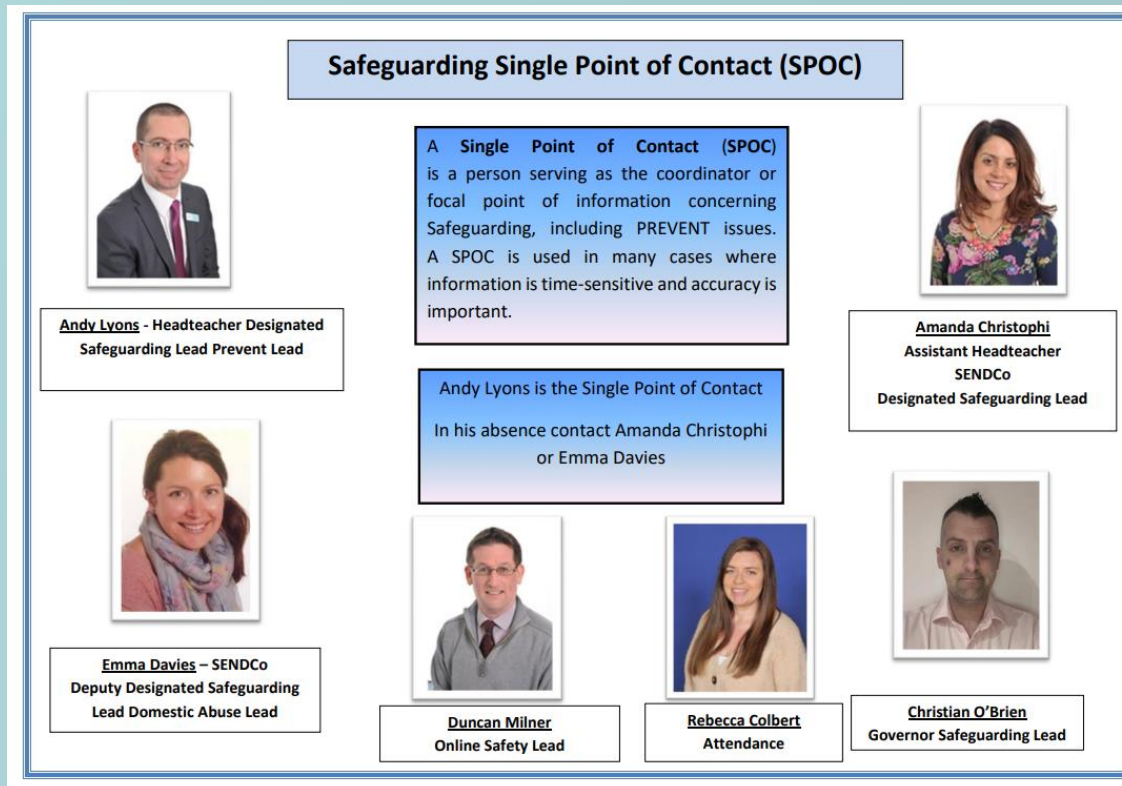 Safeguarding Single Point of Contact (SPOC)
A Single Point of Contact (SPOC)
is a person serving as the coordinator or
focal point of information concerning
Safeguarding, including PREVENT issues.
A SPOC is used in many cases where
information is time-sensitive and accuracy is
important.
Andy Lyons - Headteacher Designated
Safeguarding Lead Prevent Lead
Amanda Christophi
Assistant Headteacher
SENDCo
Designated Safeguarding Lead
Andy Lyons is the Single Point of Contact
In his absence contact Amanda Christophi
or Emma Davies
Emma Davies – SENDCo
Deputy Designated Safeguarding
Lead Domestic Abuse Lead
Duncan Milner
Online Safety Lead
Rebecca Colbert
Attendance
Christian O’Brien
Governor Safeguarding Lead